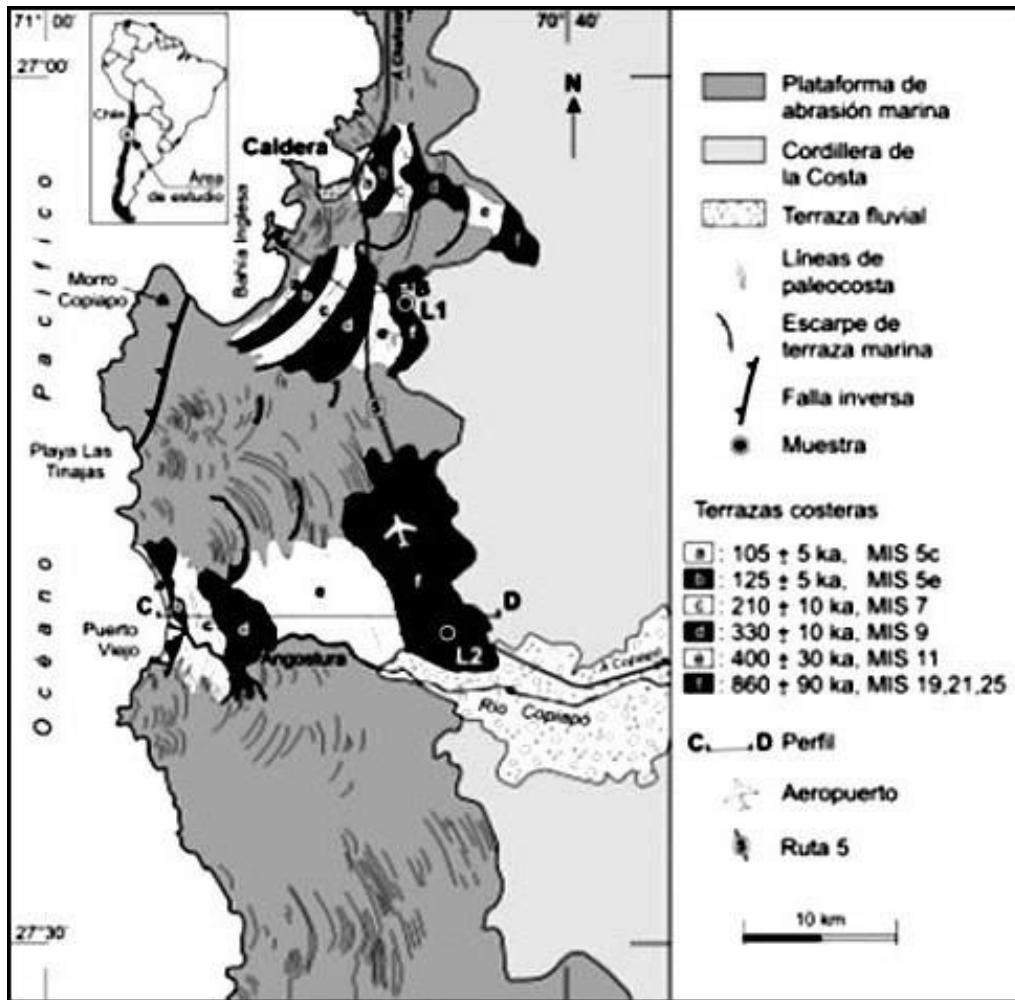 71° 00'
70° 40'
27°00'
N
Chile
Área
de estudio
Caldera
Bahía Inglesa
Océano Pacífico
Morro
Copiapo
a
b
c
d
e
f
a
b
c
d
e
f
B
L1
5
Playa Las
Tinajas
C
D
b
c
d
e
f
Puerto
Viejo
Angostura
L2
A Copiapó
Río Copiapó
27°30'
Plataforma de
abrasión marina
Cordillera de
la Costa
Terraza fluvial
Líneas de
paleocosta
Escarpe de
terraza marina
Falla inversa
Muestra
Terrazas costeras
a : 105 ± 5 ka, MIS 5c
b : 125 ± 5 ka, MIS 5e
c : 210 ± 10 ka, MIS 7
d : 330 ± 10 ka, MIS 9
e : 400 ± 30 ka, MIS 11
f : 860 ± 90 ka, MIS 19,21,25
C D Perfil
Aeropuerto
5 Ruta 5
10 km